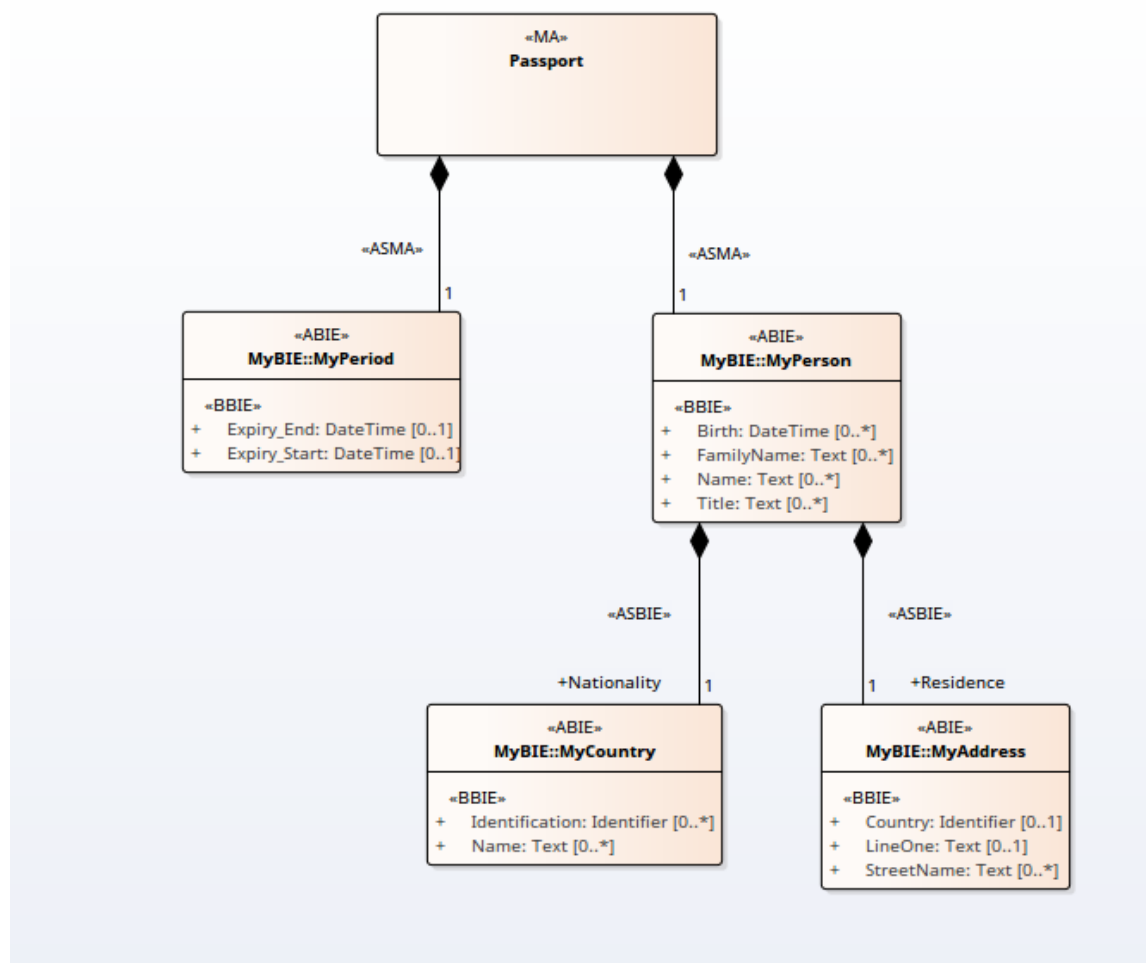 «MA»
Passport
«ASMA»
«ASMA»
1
1
«ABIE»
MyBIE::MyPeriod
«BBIE»
+ Expiry_End: DateTime [0..1]
+ Expiry_Start: DateTime [0..1]
«ABIE»
MyBIE::MyPerson
«BBIE»
+ Birth: DateTime [0..*]
+ FamilyName: Text [0..*]
+ Name: Text [0..*]
+ Title: Text [0..*]
«ASBIE»
«ASBIE»
+Nationality
1
1
+Residence
«ABIE»
MyBIE::MyCountry
«BBIE»
+ Identification: Identifier [0..*]
+ Name: Text [0..*]
«ABIE»
MyBIE::MyAddress
«BBIE»
+ Country: Identifier [0..1]
+ LineOne: Text [0..1]
+ StreetName: Text [0..*]